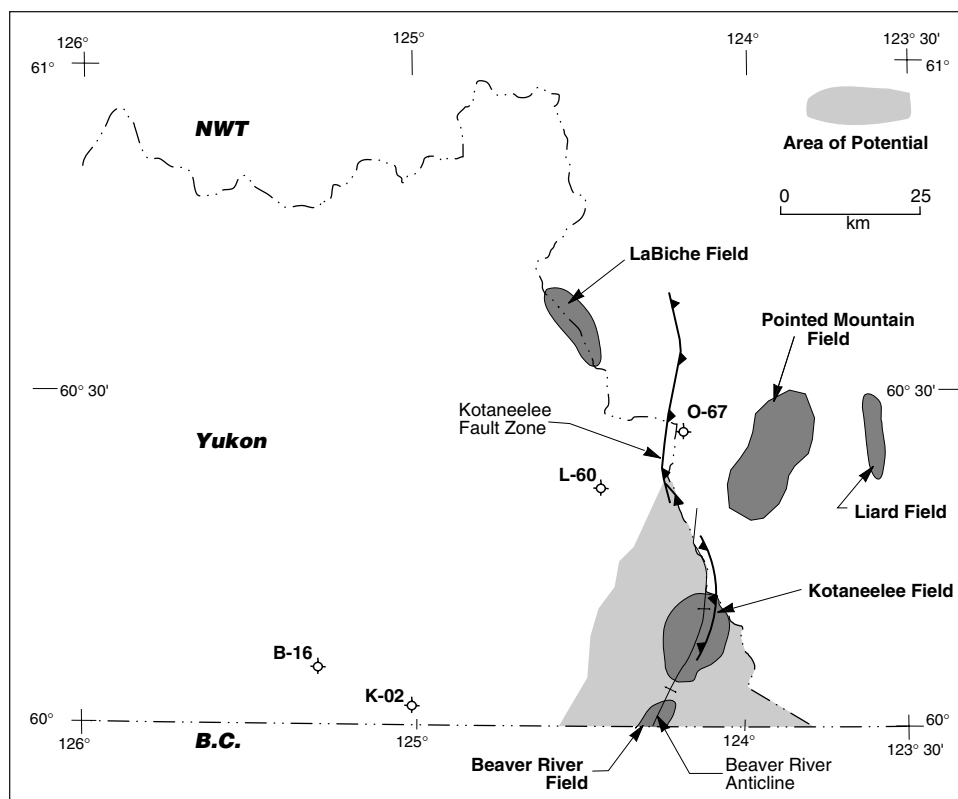 126°
125°
124°
123° 30'
61°
61°
NWT
Area of Potential
0
25
km
LaBiche Field
Pointed Mountain
Field
60° 30'
60° 30'
Kotaneelee
Fault Zone
O-67
Yukon
L-60
Liard Field
Kotaneelee Field
B-16
K-02
60°
60°
126°
125°
124°
123° 30'
B.C.
Beaver River
Field
Beaver River
Anticline